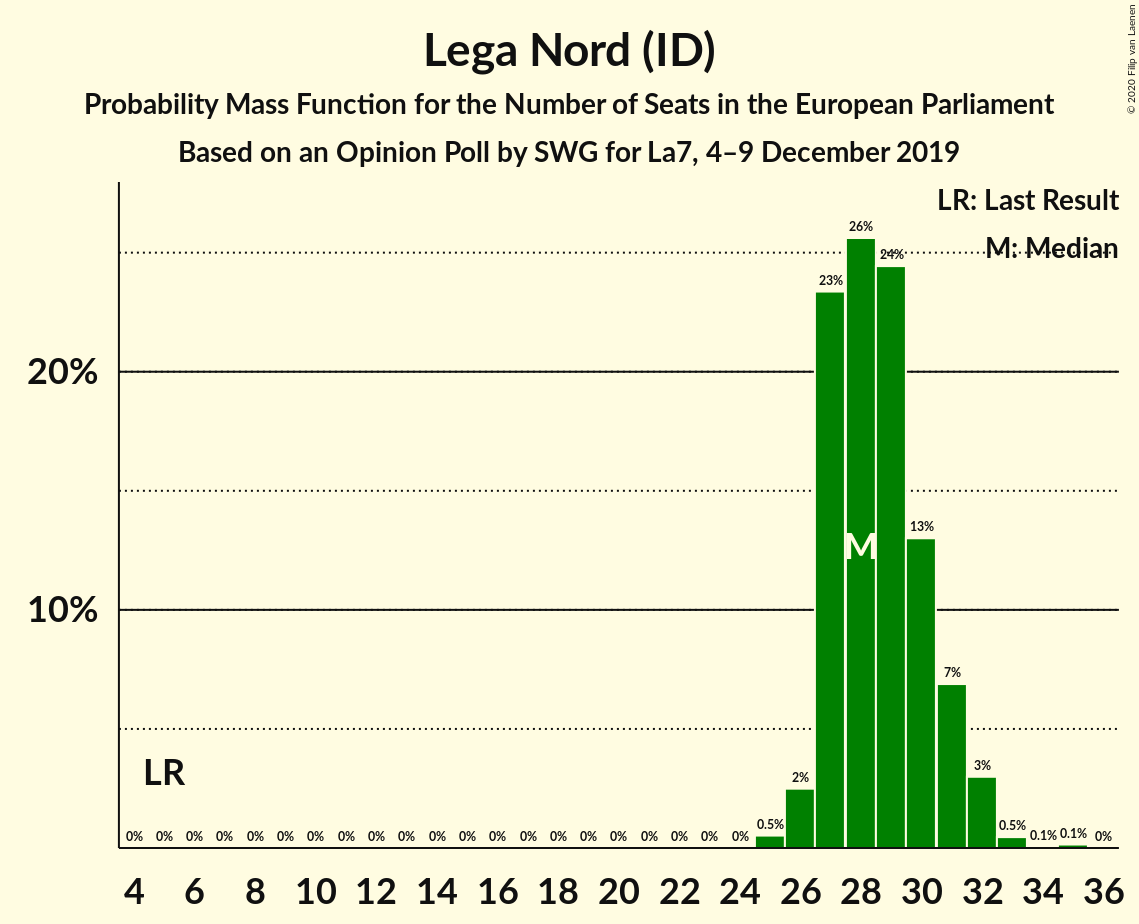 Lega Nord (ID)
Probability Mass Function for the Number of Seats in the European Parliament
Based on an Opinion Poll by SWG for La7, 4–9 December 2019
© 2020 Filip van Laenen
LR: Last Result
M: Median
20%
10%
26%
24%
23%
M
13%
7%
LR
3%
2%
0% 0% 0% 0% 0% 0% 0% 0% 0% 0% 0% 0% 0% 0% 0% 0% 0% 0% 0% 0% 0% 0.5% 0.5% 0.1% 0.1% 0%
4 6 8 10 12 14 16 18 20 22 24 26 28 30 32 34 36